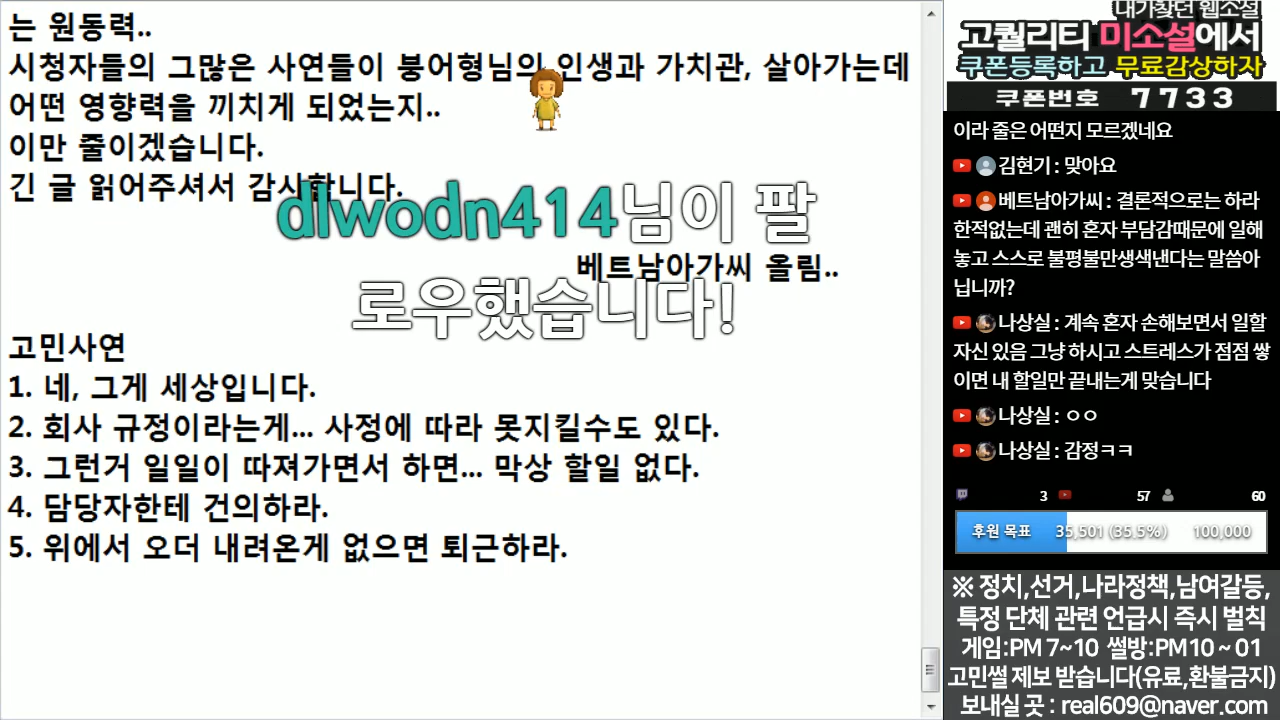 는 원동력..
시청자들의 그많은 사연들이 붕어형님의 인생과 가치관, 살아가는데
어떤 영향력을 끼치게 되었는지..
이만 줄이겠습니다.
긴 글 읽어주셔서 감사합니다.
dlwodn414님이 팔
베트남아가씨 올림..
로우했습니다!
고민사연
1. 네, 그게 세상입니다.
2. 회사 규정이라는게... 사정에 따라 못지킬수도 있다.
3. 그런거 일일이 따져가면서 하면... 막상 할일 없다.
4. 담당자한테 건의하라.
5. 위에서 오더 내려온게 없으면 퇴근하라.
내가찾던 웹소설
고퀄리티 미소설에서
쿠폰등록하고 무료감상하자
쿠폰번호 7733
이라 줄은 어떤지 모르겠네요
김현기 : 맞아요
베트남아가씨 : 결론적으로는 하라
한적없는데 괜히 혼자 부담감때문에 일해
놓고 스스로 불평불만생색낸다는 말씀아
닙니까?
나상실 : 계속 혼자 손해보면서 일할
자신 있음 그냥 하시고 스트레스가 점점 쌓
이면 내 할일만 끝내는게 맞습니다
나상실 : ㅇㅇ
나상실 : 감정ㅋㅋ
3 57 60
후원 목표 35,501 (35.5%) 100,000
※ 정치,선거,나라정책,남여갈등,
특정 단체 관련 언급시 즉시 벌칙
게임:PM 7~10 썰방:PM 10 ~ 01
고민썰 제보 받습니다(유료,환불금지)
보내실 곳 : real609@naver.com